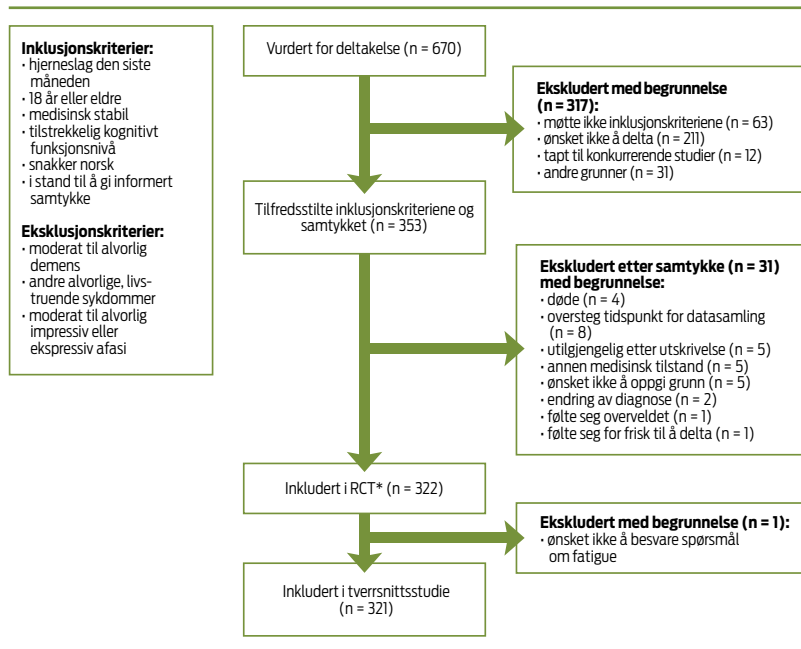 Inklusjonskriterier:
· hjerneslag den siste
måneden
· 18 år eller eldre
· medisinsk stabil
· tilstrekkelig kognitivt
funksjonsnivå
· snakker norsk
· i stand til å gi informert
samtykke
Eksklusjonskriterier:
· moderat til alvorlig
demens
· andre alvorlige, livs-
truende sykdommer
· moderat til alvorlig
impressiv eller
ekspressiv afasi
Vurdert for deltakelse (n = 670)
Ekskludert med begrunnelse
(n = 317):
· møtte ikke inklusjonskriteriene (n = 63)
· ønsket ikke å delta (n = 211)
· tapt til konkurrerende studier (n = 12)
· andre grunner (n = 31)
Tilfredsstilte inklusjonskriteriene og
samtykket (n = 353)
Ekskludert etter samtykke (n = 31)
med begrunnelse:
· døde (n = 4)
· oversteg tidspunkt for datasamling
(n = 8)
· utilgjengelig etter utskrivelse (n = 5)
· annen medisinsk tilstand (n = 5)
· ønsket ikke å oppgi grunn (n = 5)
· endring av diagnose (n = 2)
· følte seg overveldet (n = 1)
· følte seg for frisk til å delta (n = 1)
Inkludert i RCT* (n = 322)
Ekskludert med begrunnelse (n = 1):
· ønsket ikke å besvare spørsmål
om fatigue
Inkludert i tverrsnittsstudie
(n = 321)